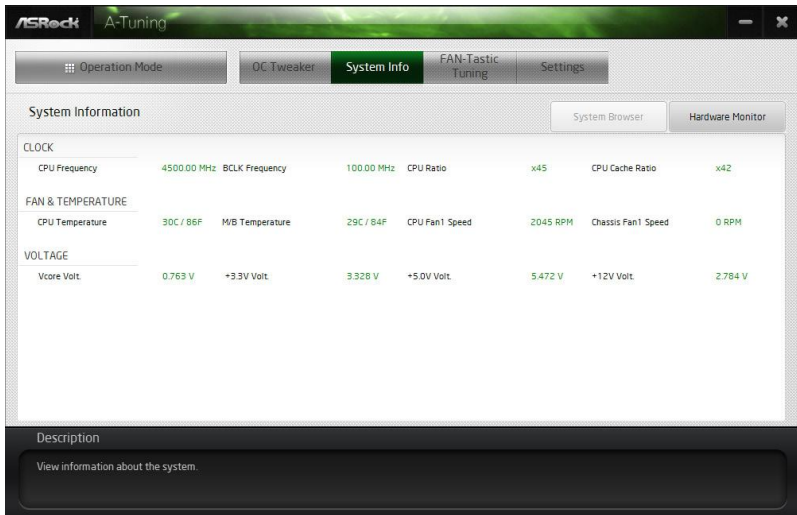 ASRock A-Tuning
Operation Mode OC Tweaker System Info FAN-Tastic Tuning Settings
System Information System Browser Hardware Monitor
CLOCK
CPU Frequency 4500.00 MHz BCLK Frequency 100.00 MHz CPU Ratio x45 CPU Cache Ratio x42
FAN & TEMPERATURE
CPU Temperature 30C / 86F M/B Temperature 29C / 84F CPU Fan1 Speed 2045 RPM Chassis Fan1 Speed 0 RPM
VOLTAGE
Vcore Volt. 0.763 V +3.3V Volt. 3.328 V +5.0V Volt. 5.472 V +12V Volt. 2.784 V
Description
View information about the system.